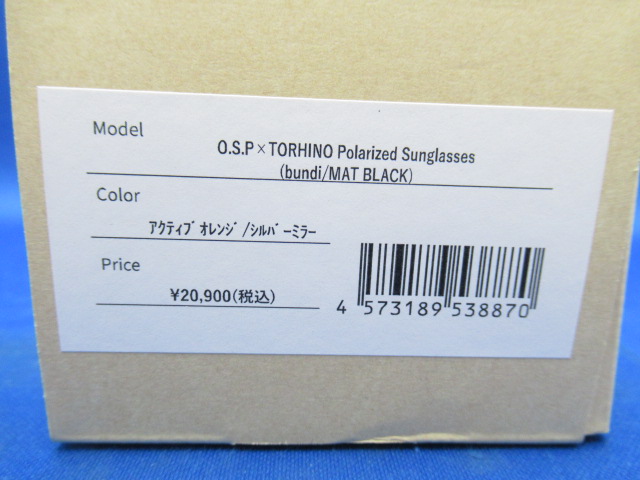 Model
O.S.P×TORHINO Polarized Sunglasses
(bundi/MAT BLACK)
Color
ｱｸﾃｨﾌﾞ ｵﾚﾝｼﾞ/ｼﾙﾊﾞｰﾐﾗｰ
Price
¥20,900(税込)
4 573189 538870